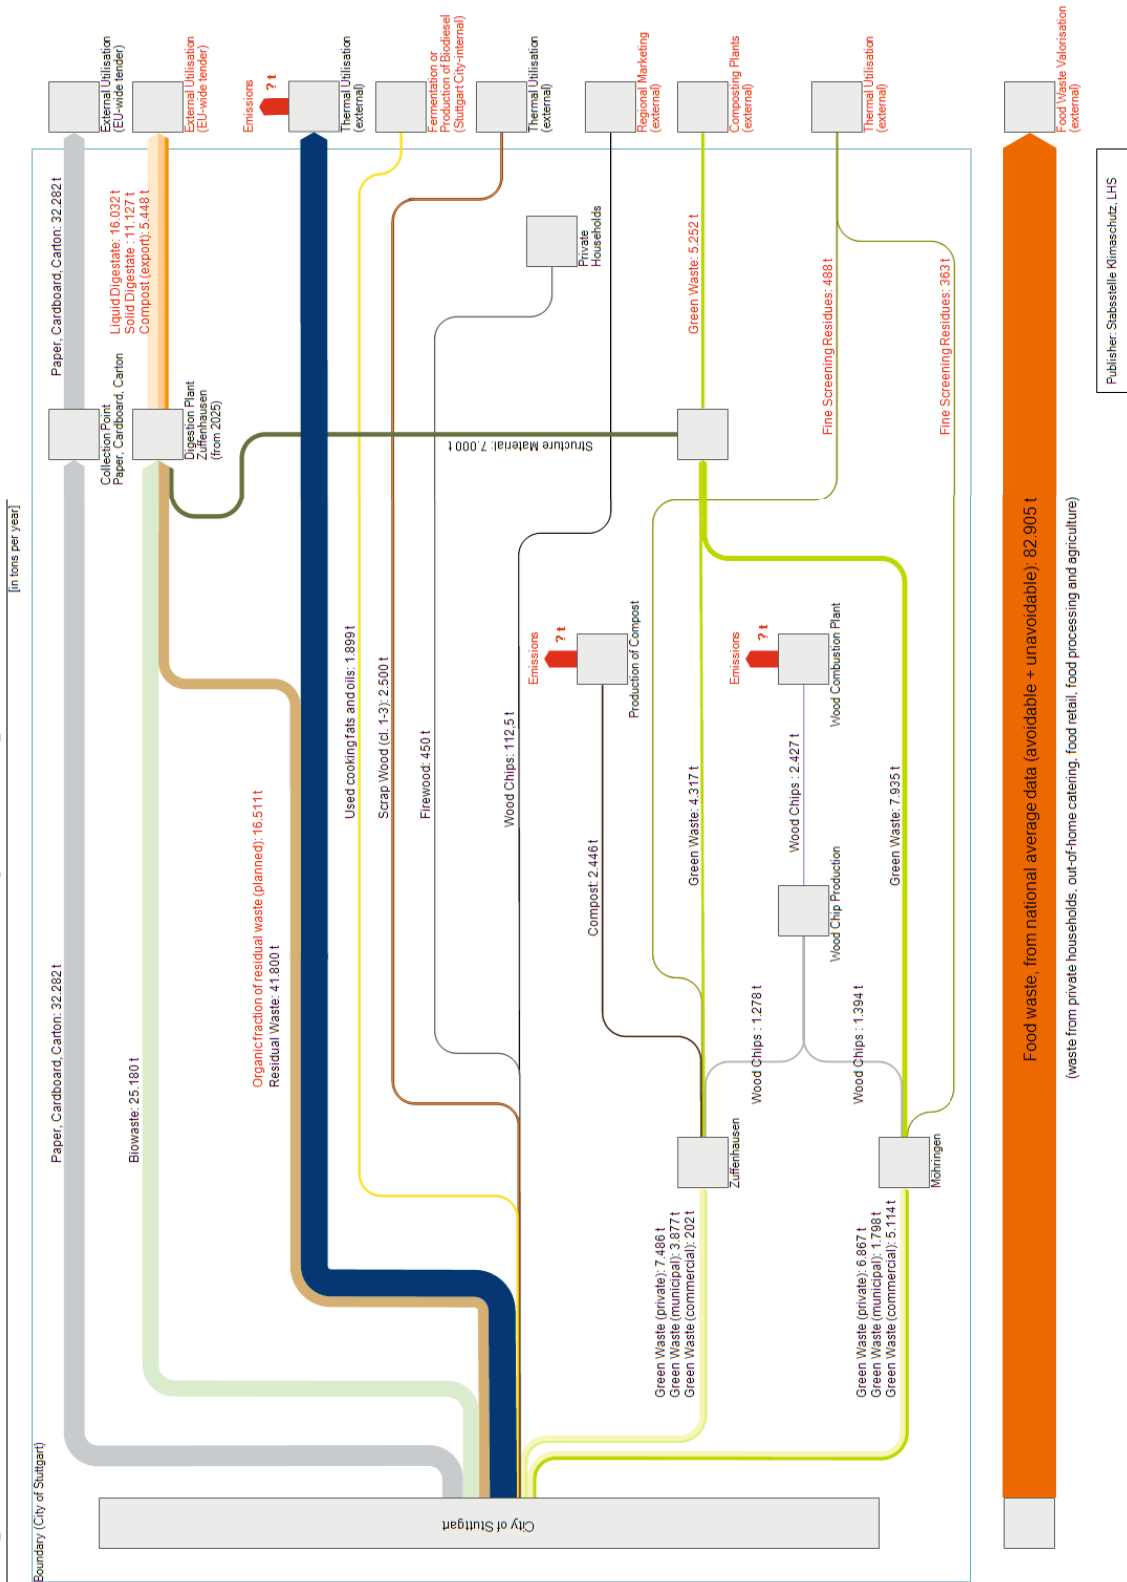 [in tons per year]
Boundary (City of Stuttgart)
City of Stuttgart
Paper, Cardboard, Carton: 32.282 t
Collection Point
Paper, Cardboard, Carton
Paper, Cardboard, Carton: 32.282 t
External Utilisation
(EU-wide tender)
Biowaste: 25.180 t
Digestion Plant
Zuffenhausen
(from 2025)
Liquid Digestate: 16.032 t
Solid Digestate : 11.127 t
Compost (export): 5.448 t
External Utilisation
(EU-wide tender)
Organic fraction of residual waste (planned): 16.511 t
Residual Waste: 41.800 t
Emissions
? t
Thermal Utilisation
(external)
Used cooking fats and oils: 1.899 t
Fermentation or
Production of Biodiesel
(Stuttgart City-internal)
Scrap Wood (cl. 1-3): 2.500 t
Thermal Utilisation
(external)
Firewood: 450 t
Private
Households
Structure Material: 7.000 t
Wood Chips: 112,5 t
Regional Marketing
(external)
Compost: 2.446 t
Emissions
? t
Production of Compost
Green Waste (private): 7.486 t
Green Waste (municipal): 3.877 t
Green Waste (commercial): 202 t
Zuffenhausen
Green Waste: 4.317 t
Green Waste: 5.252 t
Composting Plants
(external)
Wood Chips : 1.278 t
Wood Chip Production
Wood Chips : 2.427 t
Emissions
? t
Wood Combustion Plant
Wood Chips : 1.394 t
Fine Screening Residues: 488 t
Thermal Utilisation
(external)
Green Waste (private): 6.867 t
Green Waste (municipal): 1.798 t
Green Waste (commercial): 5.114 t
Möhringen
Green Waste: 7.935 t
Fine Screening Residues: 363 t
Food waste, from national average data (avoidable + unavoidable): 82.905 t
Food Waste Valorisation
(external)
(waste from private households, out-of-home catering, food retail, food processing and agriculture)
Publisher: Stabsstelle Klimaschutz, LHS